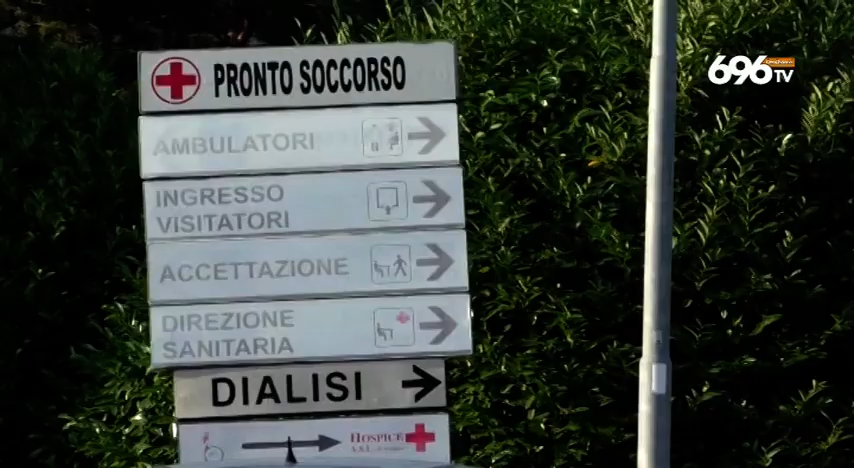 PRONTO SOCCORSO
AMBULATORI
INGRESSO
VISITATORI
ACCETTAZIONE
DIREZIONE
SANITARIA
DIALISI
HOSPICE
696
TV